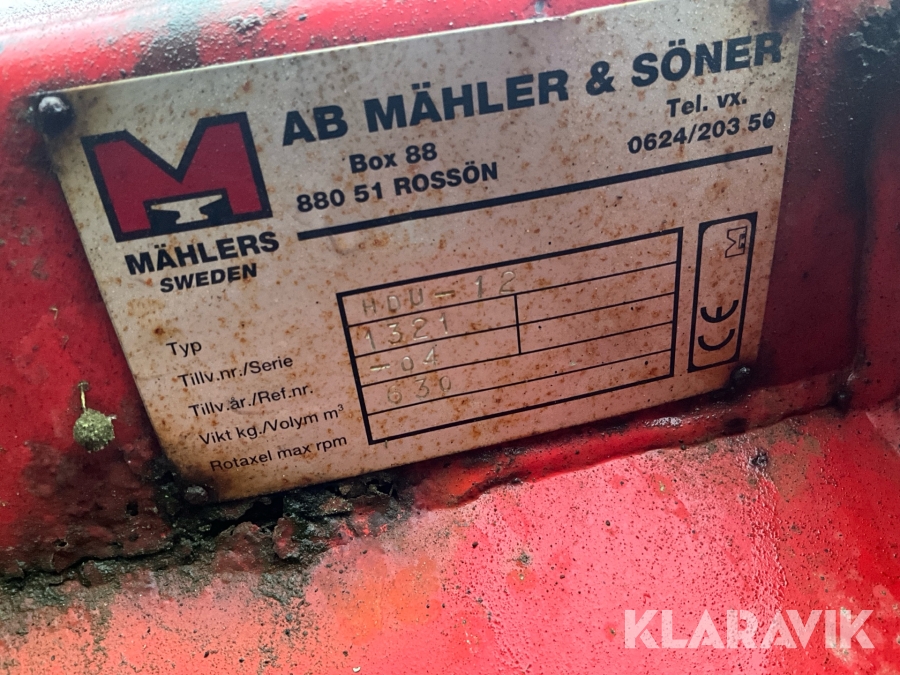 AB MÄHLER & SÖNER
Box 88
880 51 ROSSÖN
Tel. vx.
0624/203 50
M
MÄHLERS
SWEDEN
Typ HDU-12
Tillv.nr./Serie 1321
Tillv.år./Ref.nr. -04
Vikt kg./Volym m³ 630
Rotaxel max rpm
CE
KLARAVIK